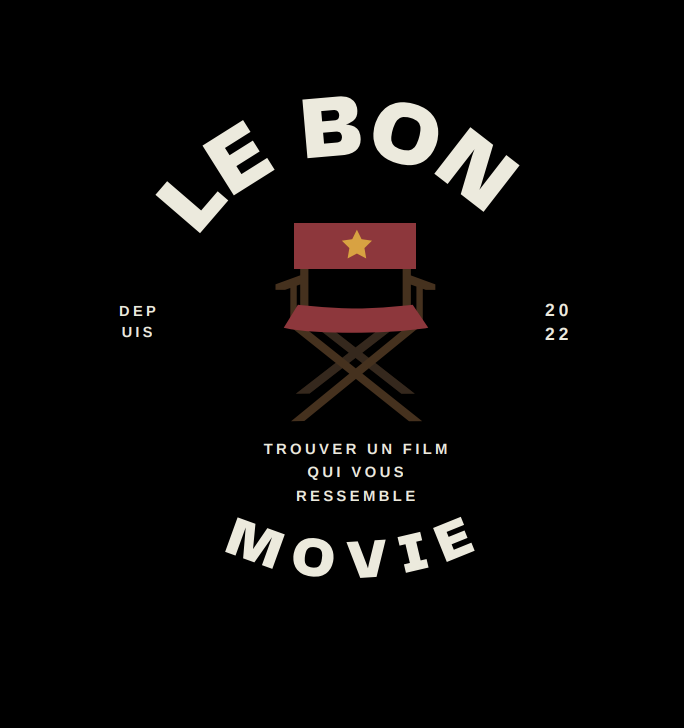 LE BON
DEP
UIS
20
22
TROUVER UN FILM
QUI VOUS
RESSEMBLE
MOVIE